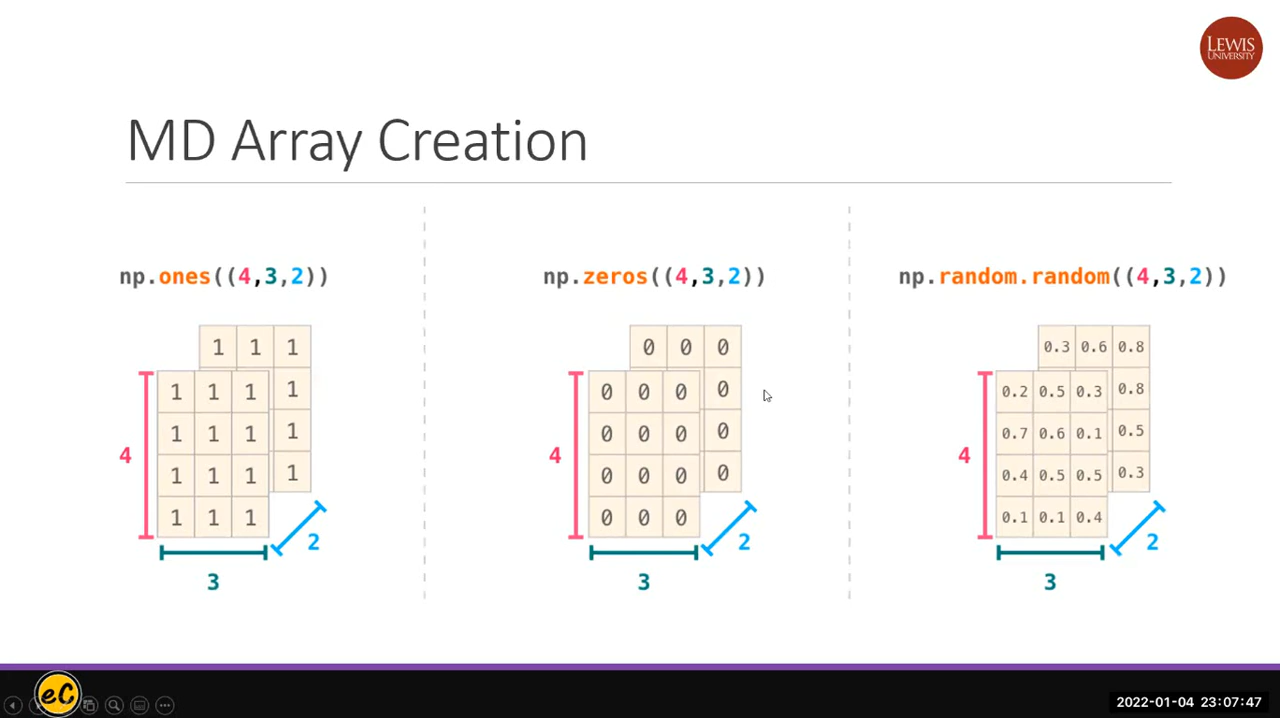 LEWIS
UNIVERSITY
MD Array Creation
np.ones((4,3,2))
1 1 1
1 1 1 1
1 1 1 1
1 1 1 1
1 1 1
4
3
2
np.zeros((4,3,2))
0 0 0
0 0 0 0
0 0 0 0
0 0 0 0
0 0 0
4
3
2
np.random.random((4,3,2))
0.3 0.6 0.8
0.2 0.5 0.3 0.8
0.7 0.6 0.1 0.5
0.4 0.5 0.5 0.3
0.1 0.1 0.4
4
3
2
eC
2022-01-04 23:07:47